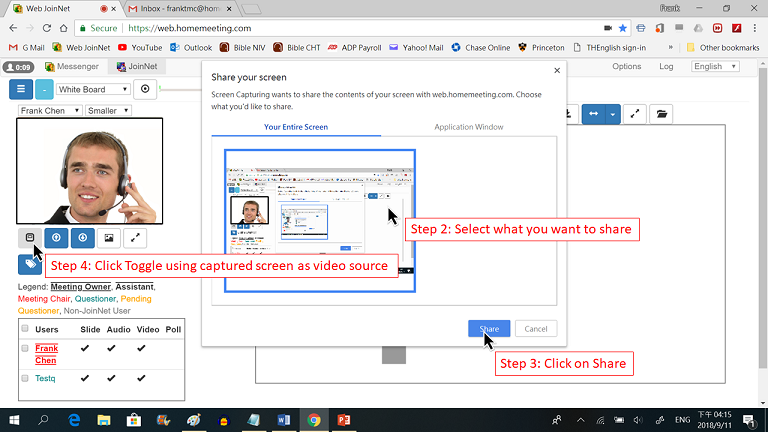 Web JoinNet
Inbox - franktmc@home
Frank
Secure
https://web.homemeeting.com
G Mail
Web JoinNet
YouTube
Outlook
Bible NIV
Bible CHT
ADP Payroll
Yahoo! Mail
Chase Online
Princeton
THEnglish sign-in
»
Other bookmarks
0:09
Messenger
JoinNet
Options
Log
English
White Board
Frank Chen
Smaller
Share your screen
Screen Capturing wants to share the contents of your screen with web.homemeeting.com. Choose
what you'd like to share.
Your Entire Screen
Application Window
Step 2: Select what you want to share
Step 4: Click Toggle using captured screen as video source
Legend: Meeting Owner, Assistant,
Meeting Chair, Questioner, Pending
Questioner, Non-JoinNet User
Users Slide Audio Video Poll
Frank
Chen
Testq
Share
Cancel
Step 3: Click on Share
ENG
下午 04:15
2018/9/11